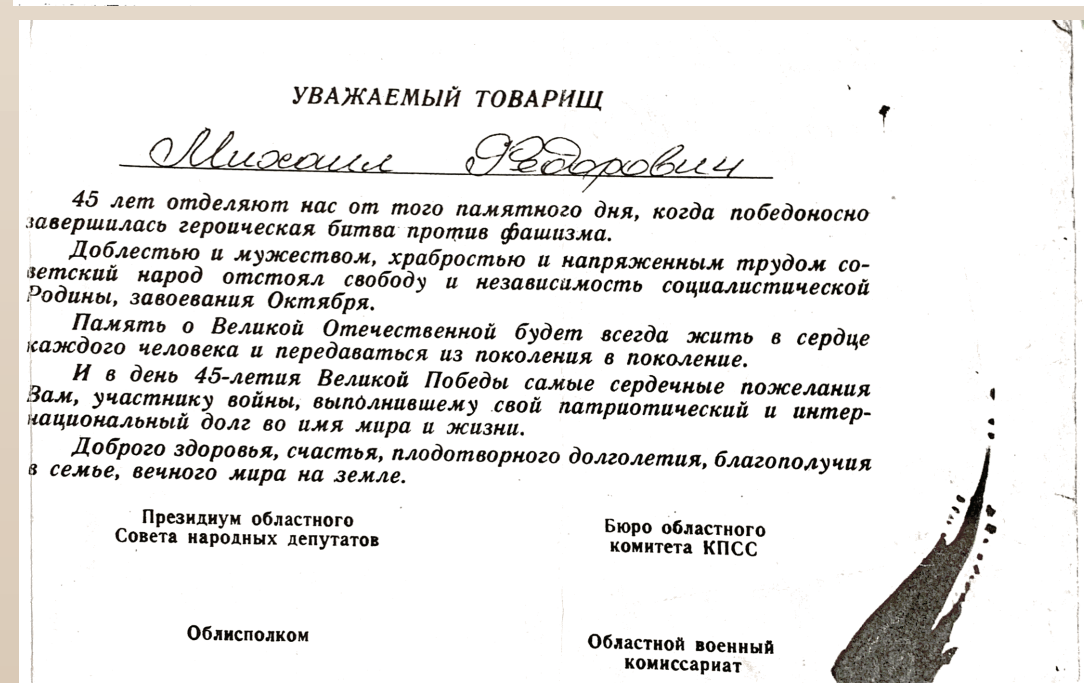 УВАЖАЕМЫЙ ТОВАРИЩ
Михаил Федорович
45 лет отделяют нас от того памятного дня, когда победоносно
завершилась героическая битва против фашизма.
Доблестью и мужеством, храбростью и напряженным трудом со-
ветский народ отстоял свободу и независимость социалистической
Родины, завоевания Октября.
Память о Великой Отечественной будет всегда жить в сердце
каждого человека и передаваться из поколения в поколение.
И в день 45-летия Великой Победы самые сердечные пожелания
Вам, участнику войны, выполнившему свой патриотический и интер-
национальный долг во имя мира и жизни.
Доброго здоровья, счастья, плодотворного долголетия, благополучия
в семье, вечного мира на земле.
Президиум областного
Совета народных депутатов
Бюро областного
комитета КПСС
Облисполком
Областной военный
комиссариат